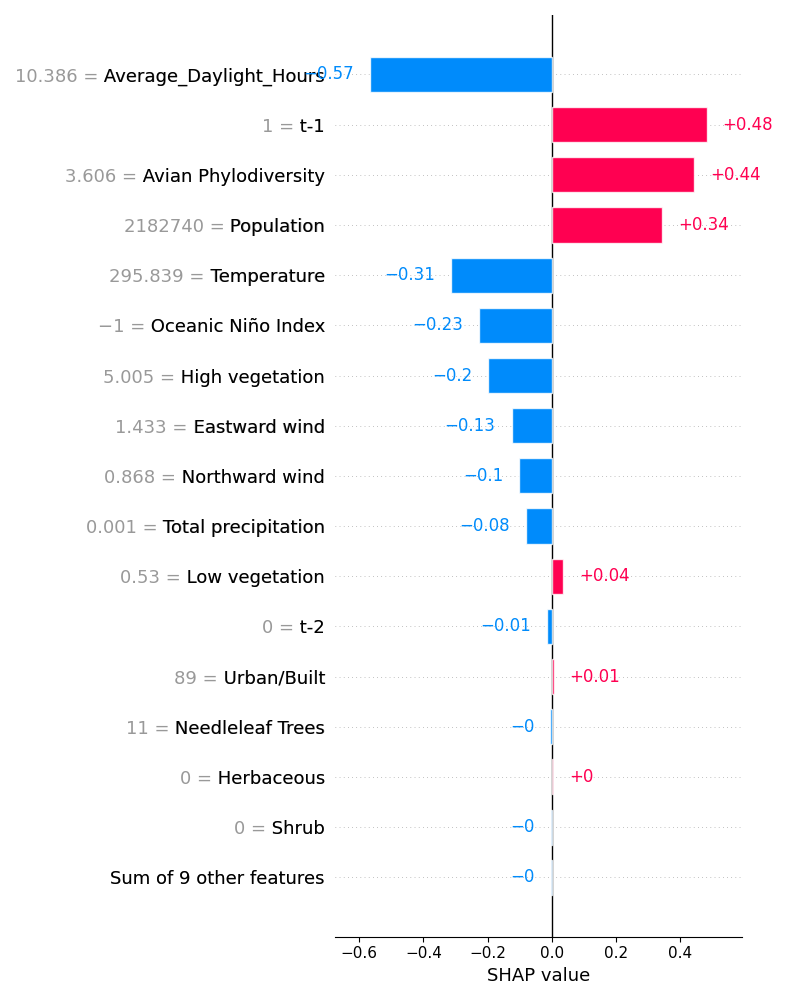 10.386 = Average_Daylight_Hours −0.57
1 = t-1 +0.48
3.606 = Avian Phylodiversity +0.44
2182740 = Population +0.34
295.839 = Temperature −0.31
−1 = Oceanic Niño Index −0.23
5.005 = High vegetation −0.2
1.433 = Eastward wind −0.13
0.868 = Northward wind −0.1
0.001 = Total precipitation −0.08
0.53 = Low vegetation +0.04
0 = t-2 −0.01
89 = Urban/Built +0.01
11 = Needleleaf Trees −0
0 = Herbaceous +0
0 = Shrub −0
Sum of 9 other features −0
−0.6 −0.4 −0.2 0.0 0.2 0.4
SHAP value